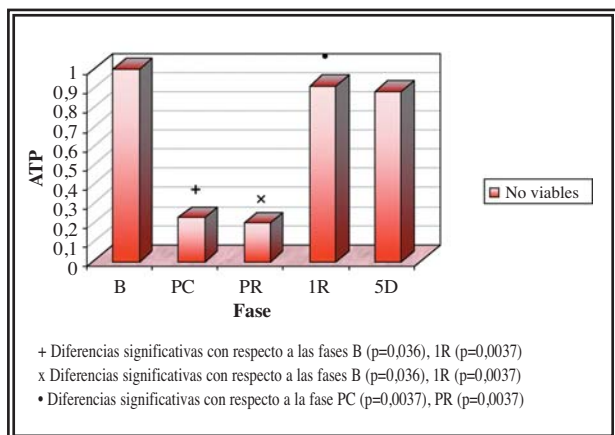 1
0,9
0,8
0,7
0,6
0,5
0,4
0,3
0,2
0,1
0
ATP
+
x
•
B PC PR 1R 5D
Fase
No viables
+ Diferencias significativas con respecto a las fases B (p=0,036), 1R (p=0,0037)
x Diferencias significativas con respecto a las fases B (p=0,036), 1R (p=0,0037)
• Diferencias significativas con respecto a la fase PC (p=0,0037), PR (p=0,0037)